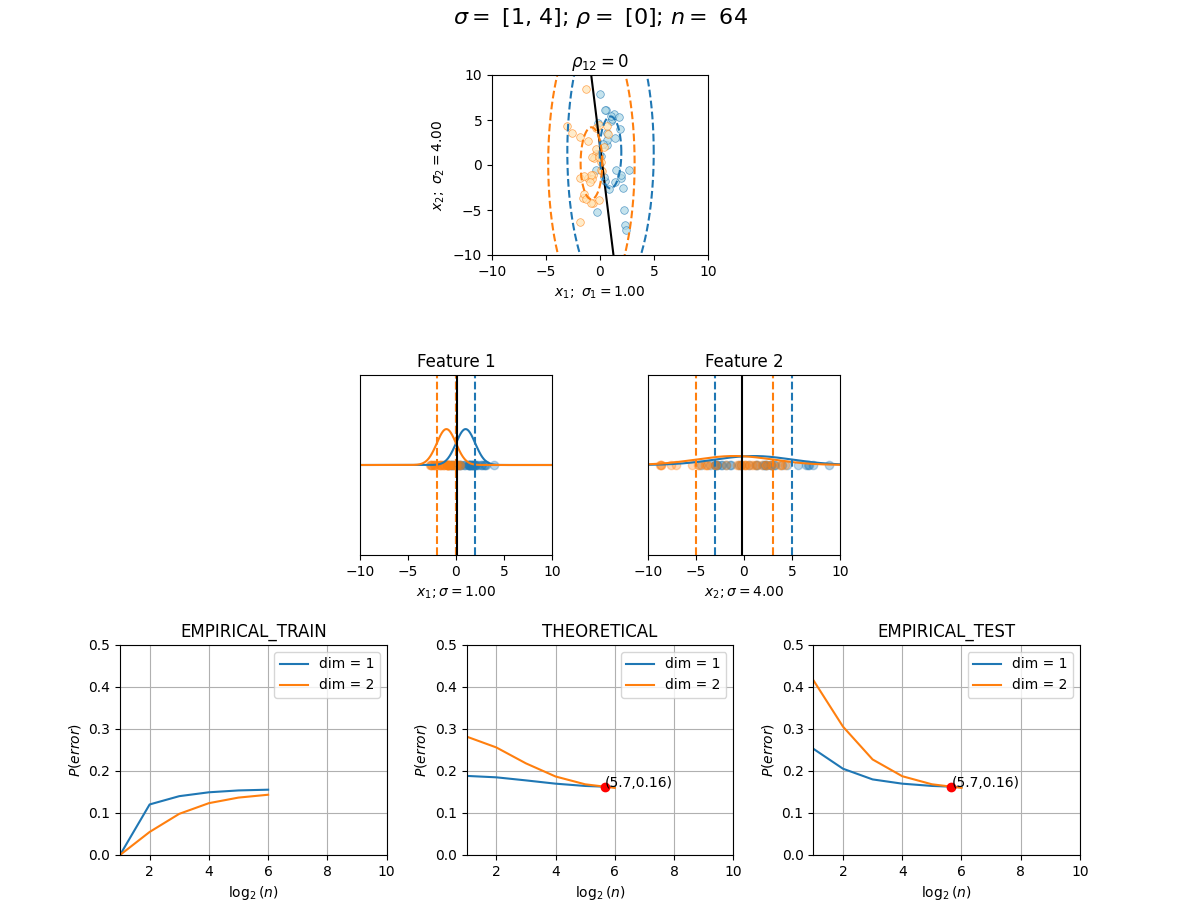 σ = [1, 4]; ρ = [0]; n = 64
ρ₁₂ = 0
10
5
0
−5
−10
x₂; σ₂ = 4.00
−10 −5 0 5 10
x₁; σ₁ = 1.00
Feature 1
−10 −5 0 5 10
x₁; σ = 1.00
Feature 2
−10 −5 0 5 10
x₂; σ = 4.00
EMPIRICAL_TRAIN
0.5
0.4
0.3
0.2
0.1
0.0
P(error)
dim = 1
dim = 2
2 4 6 8 10
log₂(n)
THEORETICAL
0.5
0.4
0.3
0.2
0.1
0.0
P(error)
dim = 1
dim = 2
(5.7,0.16)
2 4 6 8 10
log₂(n)
EMPIRICAL_TEST
0.5
0.4
0.3
0.2
0.1
0.0
P(error)
dim = 1
dim = 2
(5.7,0.16)
2 4 6 8 10
log₂(n)